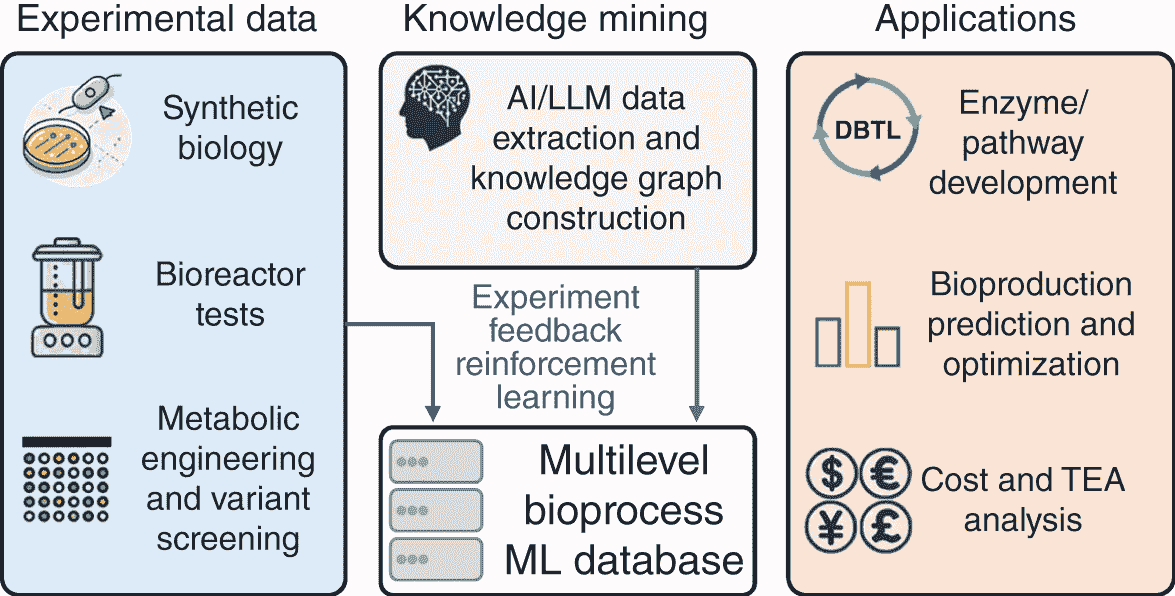 Experimental data
Synthetic
biology
Bioreactor
tests
Metabolic
engineering
and variant
screening
Knowledge mining
AI/LLM data
extraction and
knowledge graph
construction
Experiment
feedback
reinforcement
learning
Multilevel
bioprocess
ML database
Applications
DBTL
Enzyme/
pathway
development
Bioproduction
prediction and
optimization
$ €
¥ £
Cost and TEA
analysis